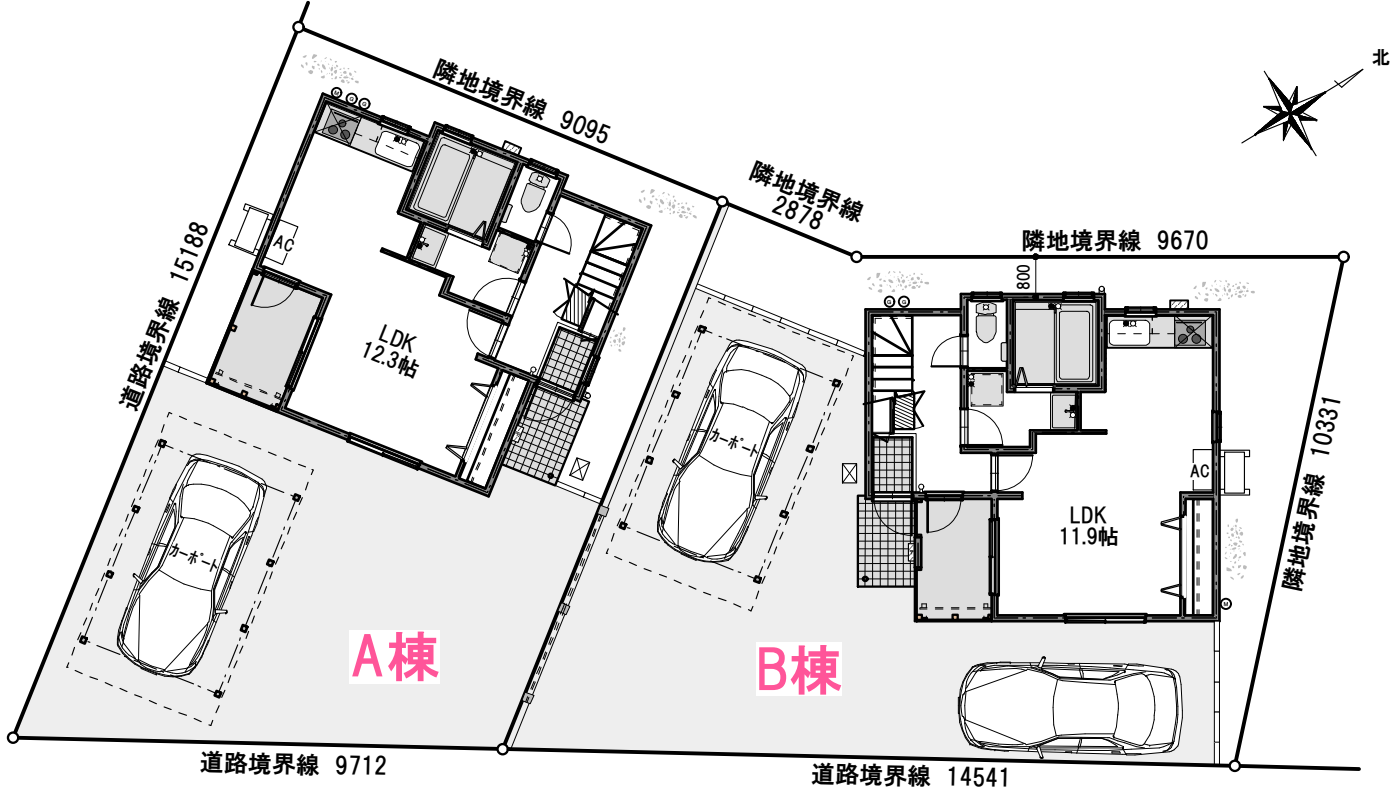 北
隣地境界線 9095
隣地境界線
2878
隣地境界線 9670
800
道路境界線 15188
AC
LDK
12.3帖
カーポート
A棟
道路境界線 9712
カーポート
AC
LDK
11.9帖
隣地境界線 10331
B棟
道路境界線 14541